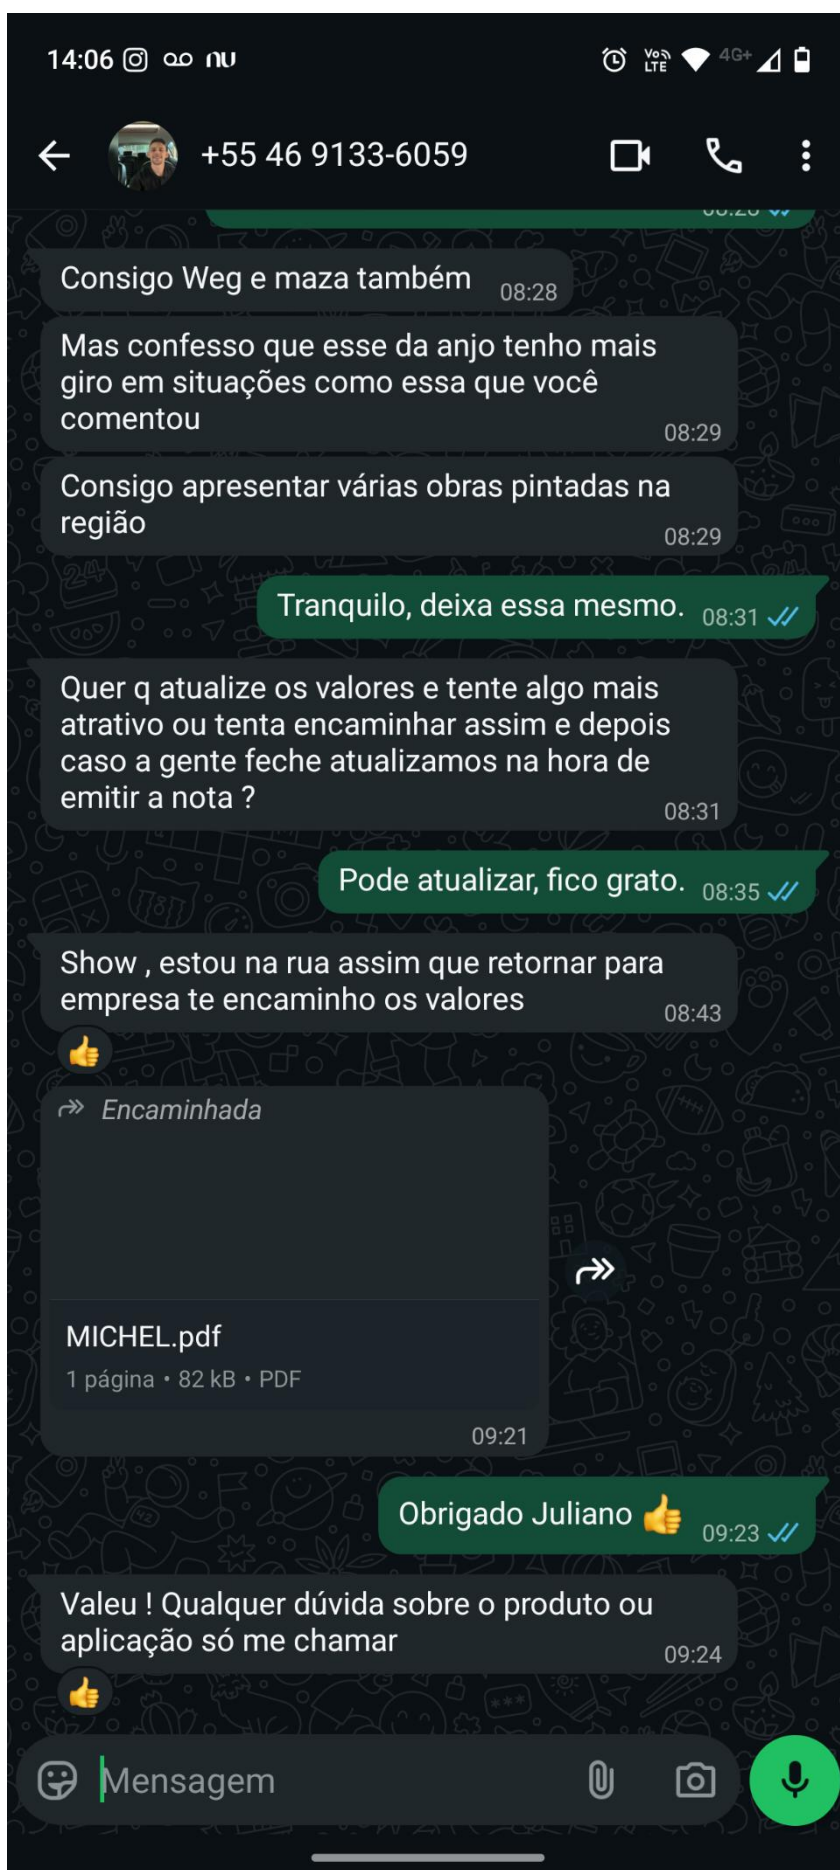 14:06
Vo)) LTE 4G+
+55 46 9133-6059
Consigo Weg e maza também 08:28
Mas confesso que esse da anjo tenho mais
giro em situações como essa que você
comentou 08:29
Consigo apresentar várias obras pintadas na
região 08:29
Tranquilo, deixa essa mesmo. 08:31
Quer q atualize os valores e tente algo mais
atrativo ou tenta encaminhar assim e depois
caso a gente feche atualizamos na hora de
emitir a nota ? 08:31
Pode atualizar, fico grato. 08:35
Show , estou na rua assim que retornar para
empresa te encaminho os valores 08:43
Encaminhada
MICHEL.pdf
1 página • 82 kB • PDF
09:21
Obrigado Juliano 👍 09:23
Valeu ! Qualquer dúvida sobre o produto ou
aplicação só me chamar 09:24
Mensagem